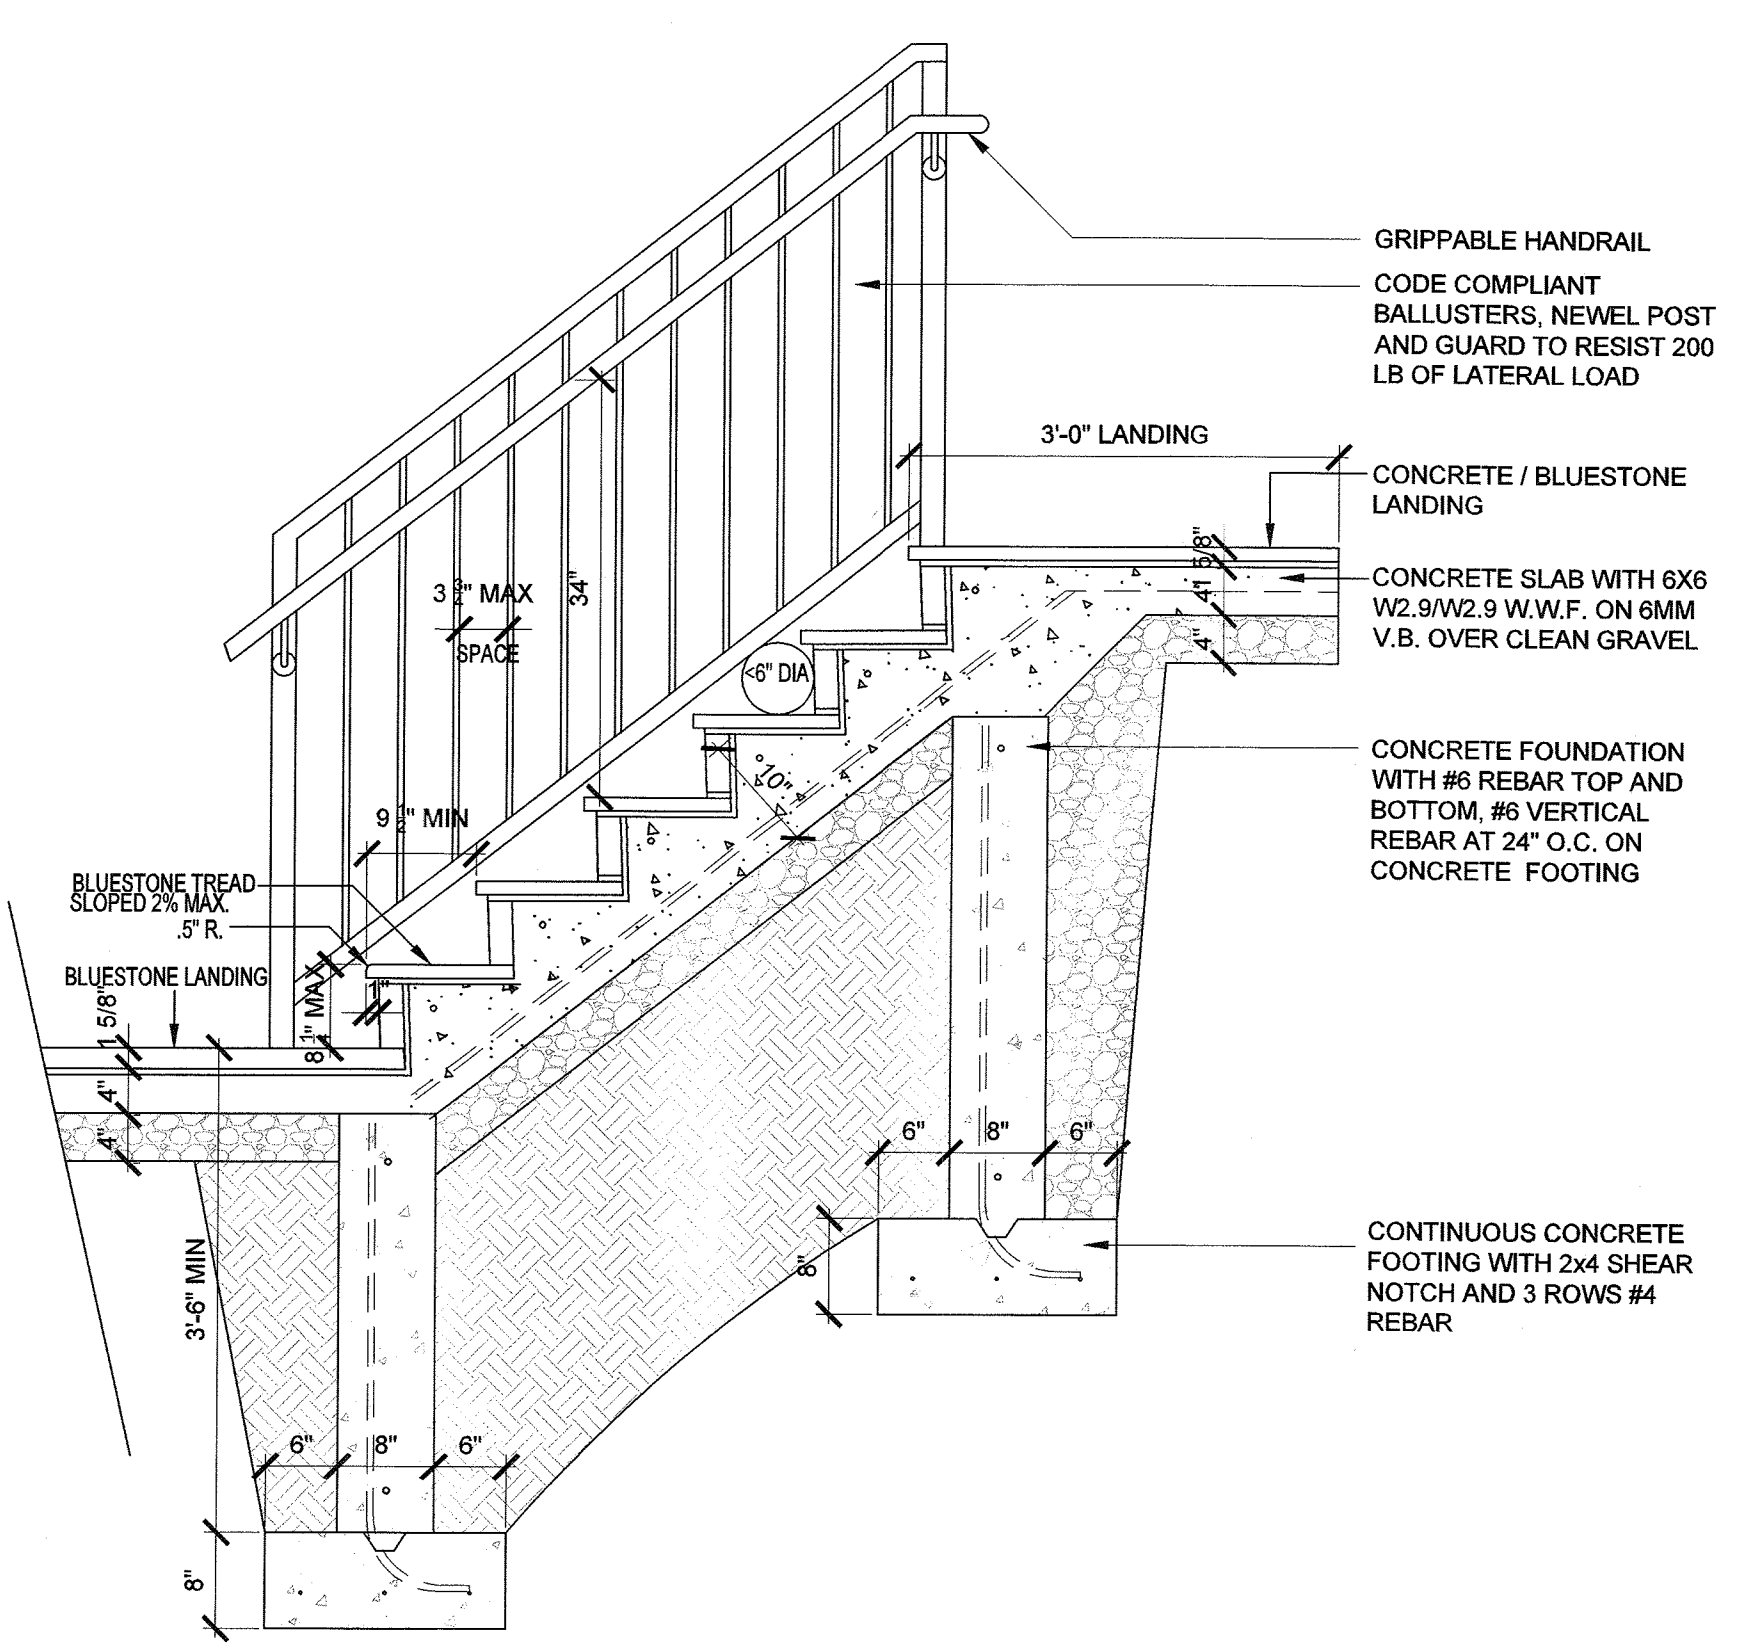 GRIPPABLE HANDRAIL
CODE COMPLIANT
BALLUSTERS, NEWEL POST
AND GUARD TO RESIST 200
LB OF LATERAL LOAD
3'-0" LANDING
CONCRETE / BLUESTONE
LANDING
1 5/8"
4"
4"
CONCRETE SLAB WITH 6X6
W2.9/W2.9 W.W.F. ON 6MM
V.B. OVER CLEAN GRAVEL
3 3/4" MAX
SPACE
34"
<6" DIA
10"
CONCRETE FOUNDATION
WITH #6 REBAR TOP AND
BOTTOM, #6 VERTICAL
REBAR AT 24" O.C. ON
CONCRETE FOOTING
9 1/2" MIN
BLUESTONE TREAD
SLOPED 2% MAX.
.5" R.
BLUESTONE LANDING
1 5/8"
4"
4"
8 1/4" MAX
1"
6"
8"
6"
8"
CONTINUOUS CONCRETE
FOOTING WITH 2x4 SHEAR
NOTCH AND 3 ROWS #4
REBAR
3'-6" MIN
6"
8"
6"
8"